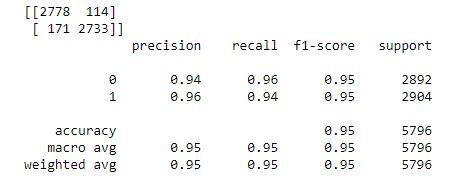 [[2778 114]
[ 171 2733]]
precision recall f1-score support
0 0.94 0.96 0.95 2892
1 0.96 0.94 0.95 2904
accuracy 0.95 5796
macro avg 0.95 0.95 0.95 5796
weighted avg 0.95 0.95 0.95 5796